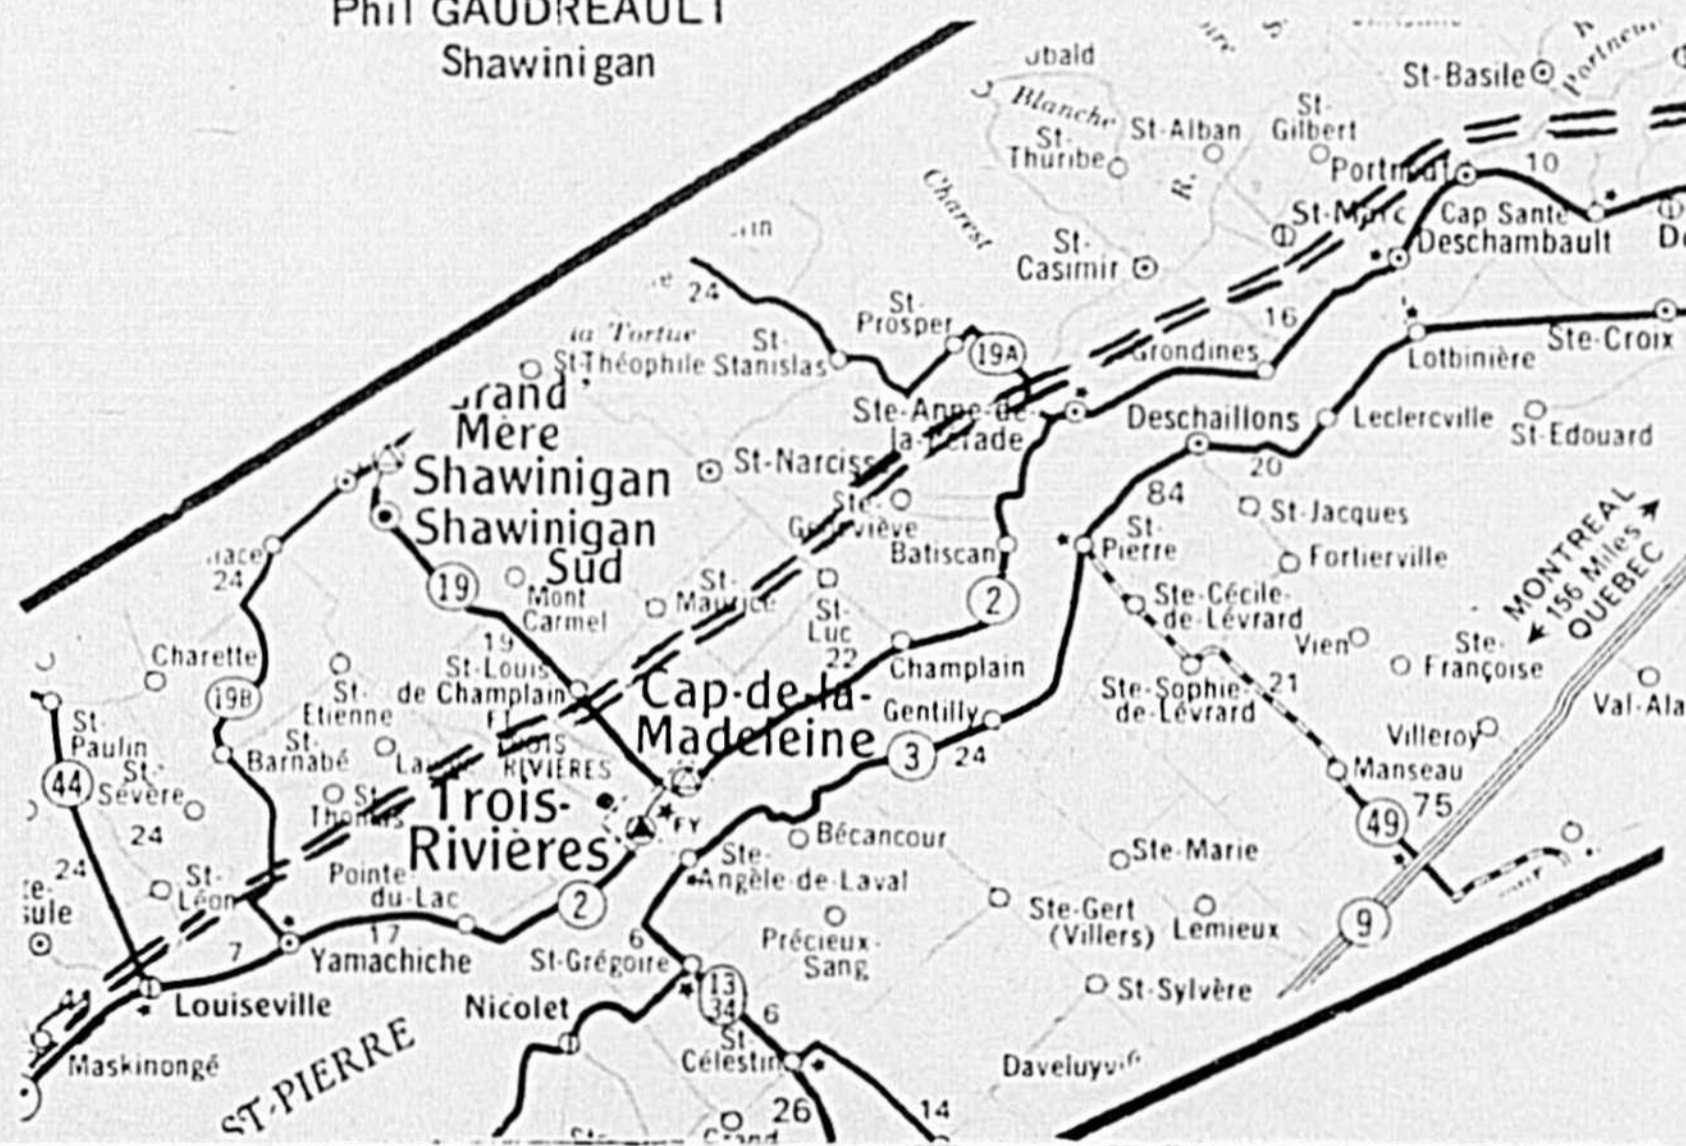 Phil GAUDREAULT
Shawinigan
St-Basile
Blanche
St-Alban
St-
Gilbert
St-
Thuribe
R.
10
Charest
St-Marc
Cap Santé
Deschambault
St-
Casimir
24
St-
Prosper
19A
16
Ste-Croix
la Tortue
St-Théophile
St-
Stanislas
Grondines
Lotbinière
Mère
Ste-Anne-de-
la-Pérade
Deschaillons
Leclercville
St-Edouard
Shawinigan
St-Narcisse
20
84
Shawinigan
Sud
Ste-
Geneviève
Batiscan
St-
Pierre
St-Jacques
Fortierville
MONTREAL
156 Miles
QUEBEC
24
19
Mont
Carmel
St-
Maurice
St-
Luc
22
2
Ste-Cécile-
de-Lévrard
Vien
Ste-
Françoise
Charette
19
St-Louis
de Champlain
Champlain
19B
St-
Etienne
Cap-de-la-
Madeleine
Gentilly
Ste-Sophie-
de-Lévrard
21
St-
Paulin
St-
Barnabé
RIVIÈRES
3
24
Villeroy
Manseau
44
St-
Sévère
24
St-
Thomas
Trois-
Rivières
FY
Bécancour
49
75
24
St-
Léon
Pointe
du-Lac
2
Ste-
Angèle-de-Laval
Ste-Marie
7
17
Yamachiche
6
St-Grégoire
Précieux-
Sang
Ste-Gert
(Villers)
Lemieux
9
44
Louiseville
Nicolet
13
34
6
St-Sylvère
Maskinongé
ST-PIERRE
St-
Célestin
26
14